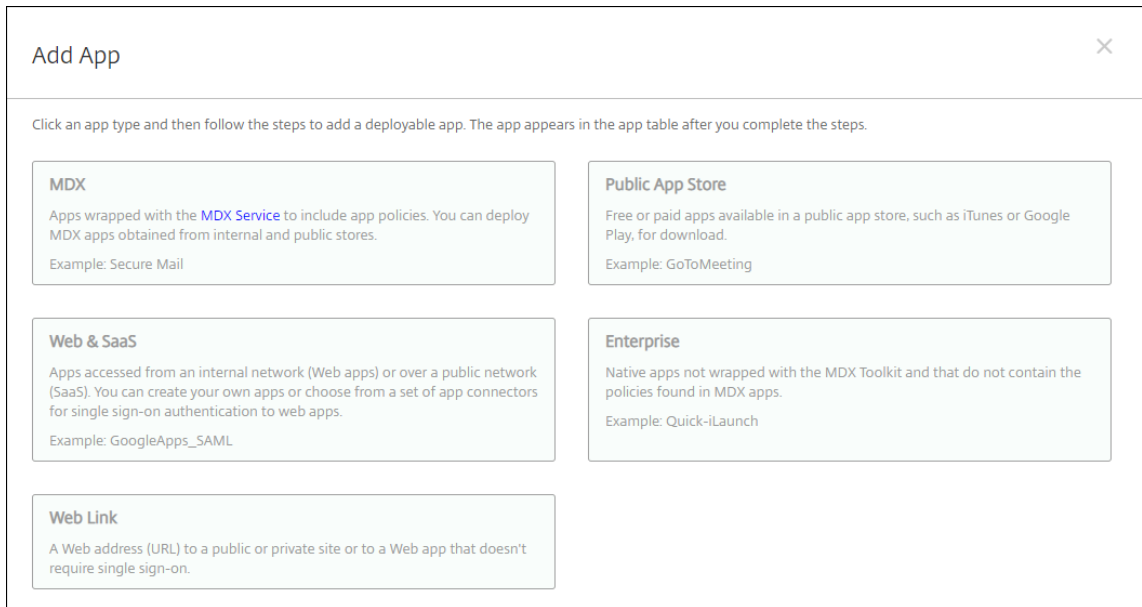 Add App
Click an app type and then follow the steps to add a deployable app. The app appears in the app table after you complete the steps.
MDX
Apps wrapped with the MDX Service to include app policies. You can deploy
MDX apps obtained from internal and public stores.
Example: Secure Mail
Public App Store
Free or paid apps available in a public app store, such as iTunes or Google
Play, for download.
Example: GoToMeeting
Web & SaaS
Apps accessed from an internal network (Web apps) or over a public network
(SaaS). You can create your own apps or choose from a set of app connectors
for single sign-on authentication to web apps.
Example: GoogleApps_SAML
Enterprise
Native apps not wrapped with the MDX Toolkit and that do not contain the
policies found in MDX apps.
Example: Quick-iLaunch
Web Link
A Web address (URL) to a public or private site or to a Web app that doesn't
require single sign-on.